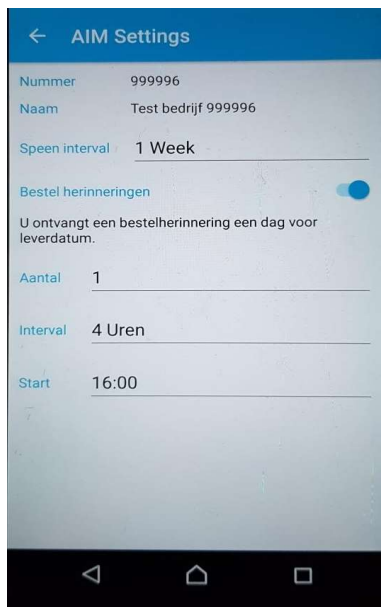 AIM Settings
Nummer 999996
Naam Test bedrijf 999996
Speen interval 1 Week
Bestel herinneringen
U ontvangt een bestelherinnering een dag voor
leverdatum.
Aantal 1
Interval 4 Uren
Start 16:00